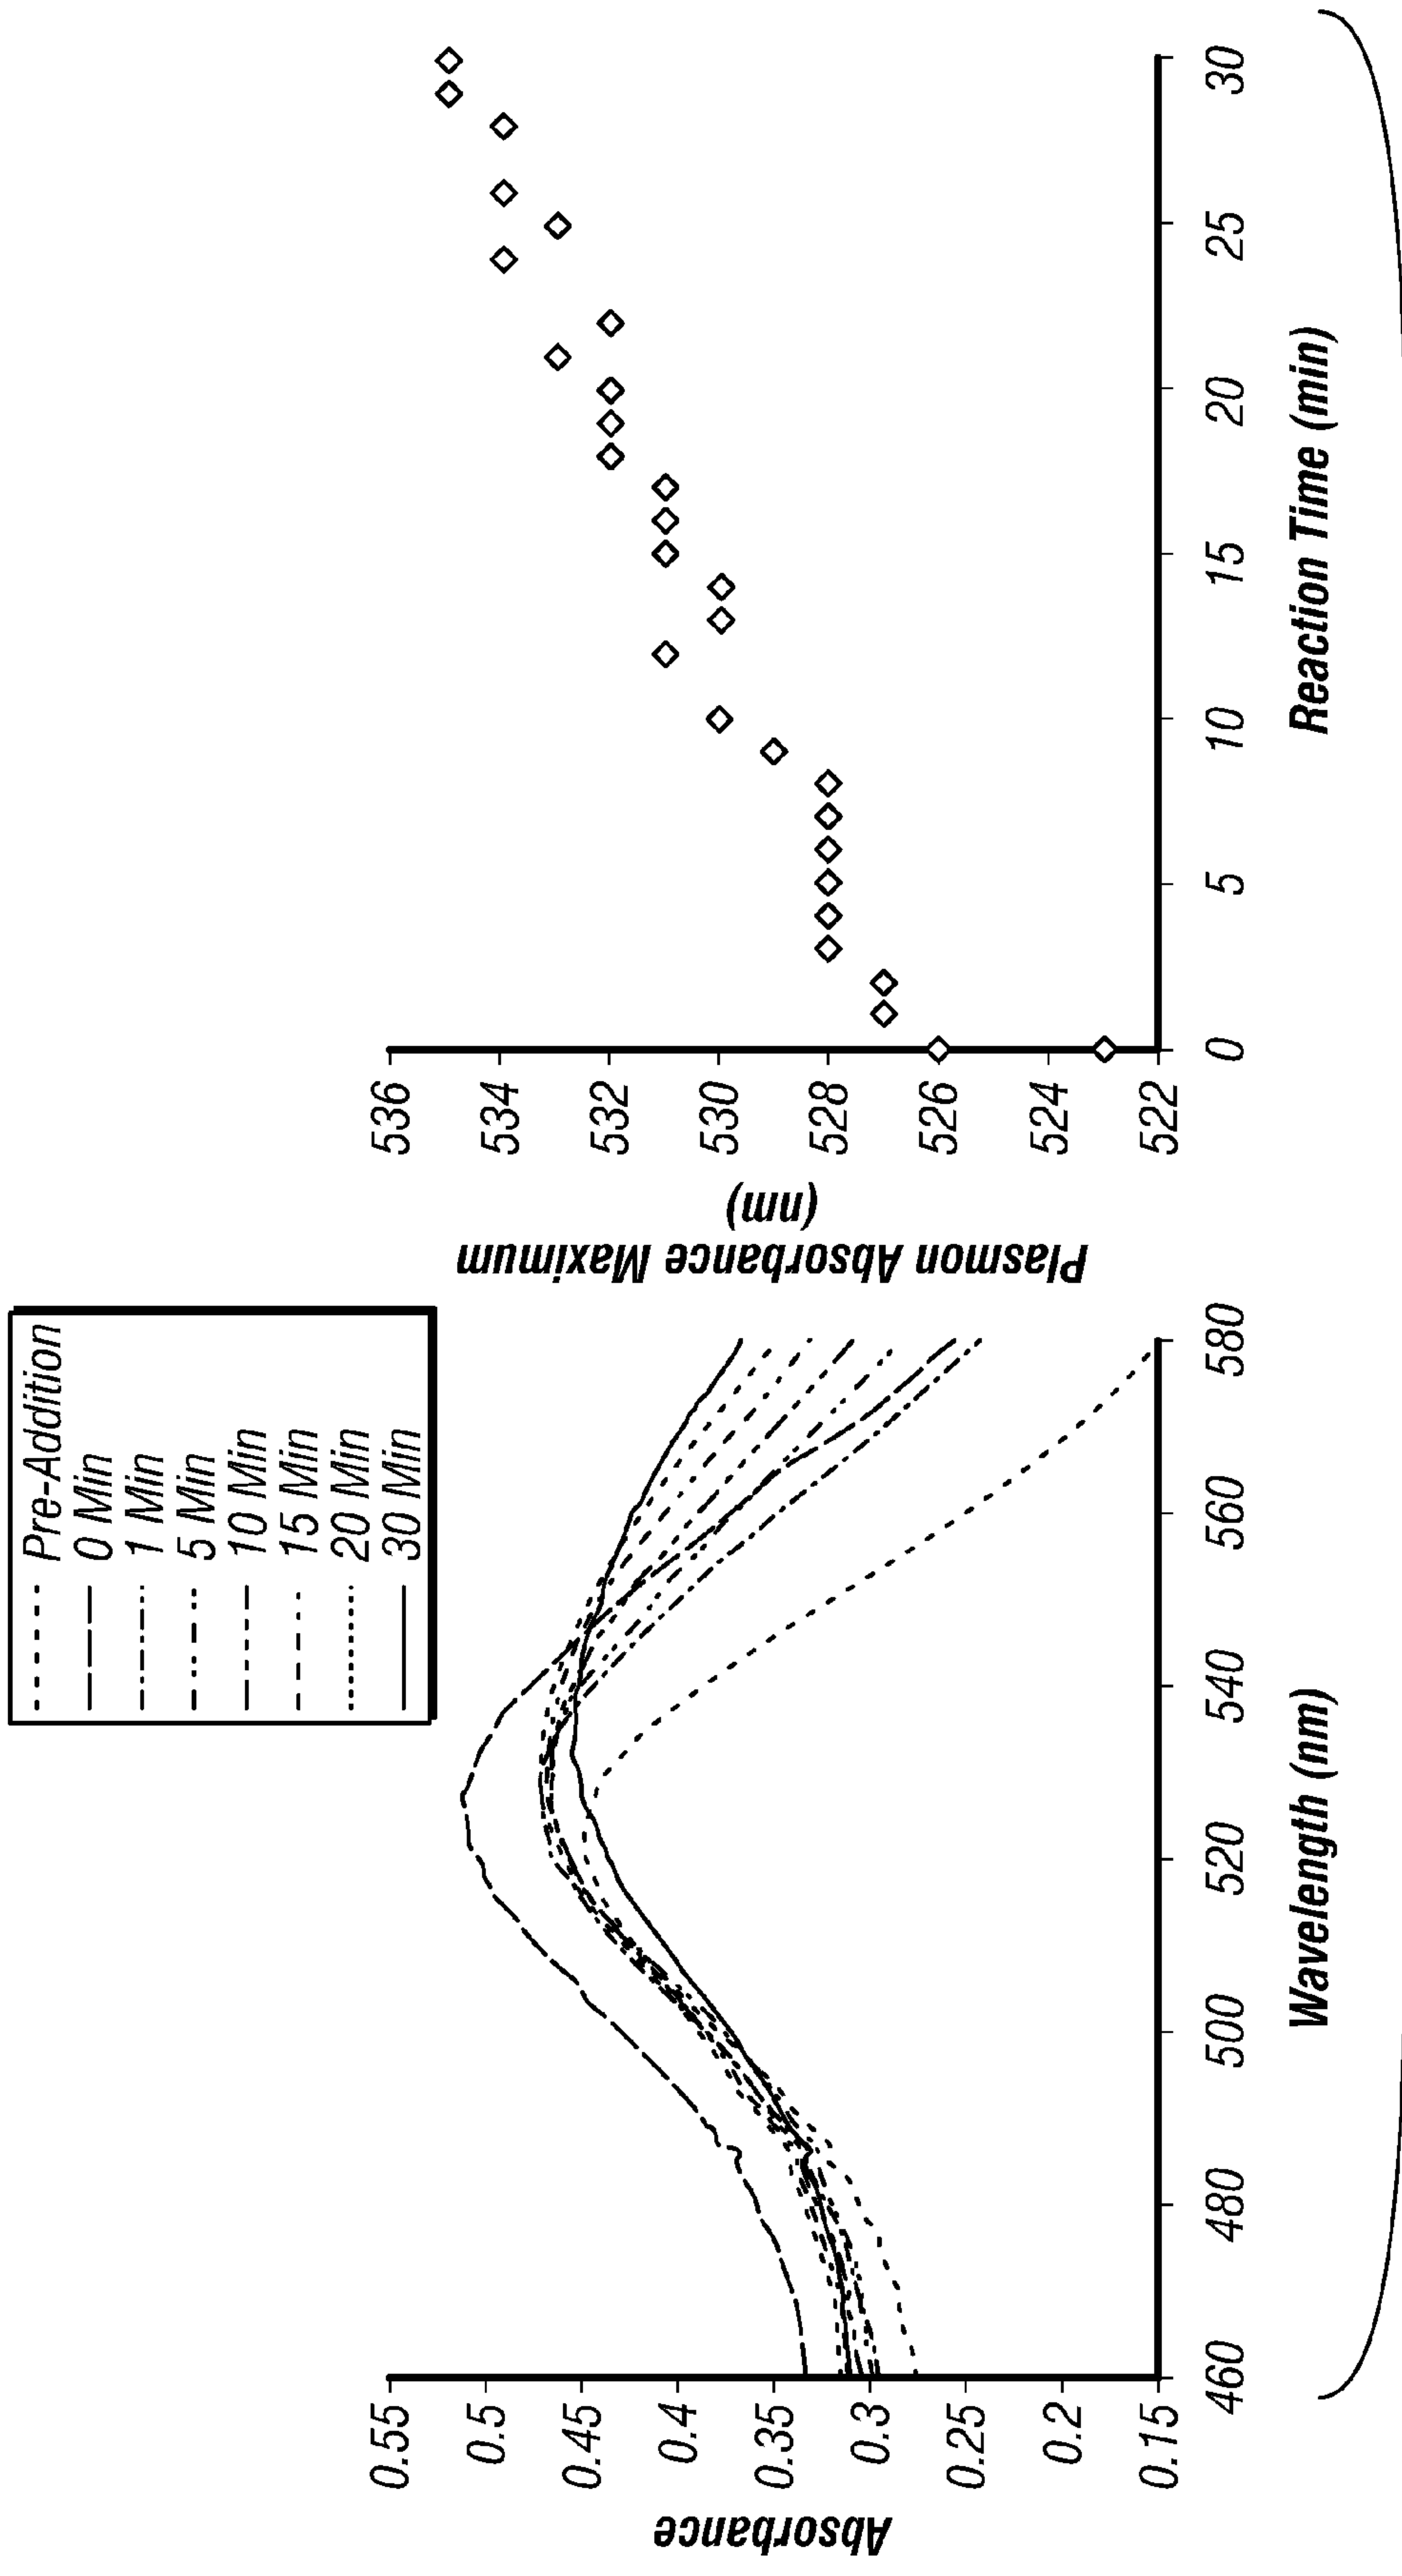 Pre-Addition
0 Min
1 Min
5 Min
10 Min
15 Min
20 Min
30 Min
Absorbance
0.55
0.5
0.45
0.4
0.35
0.3
0.25
0.2
0.15
460
480
500
520
540
560
580
Wavelength (nm)
Plasmon Absorbance Maximum
(nm)
536
534
532
530
528
526
524
522
0
5
10
15
20
25
30
Reaction Time (min)